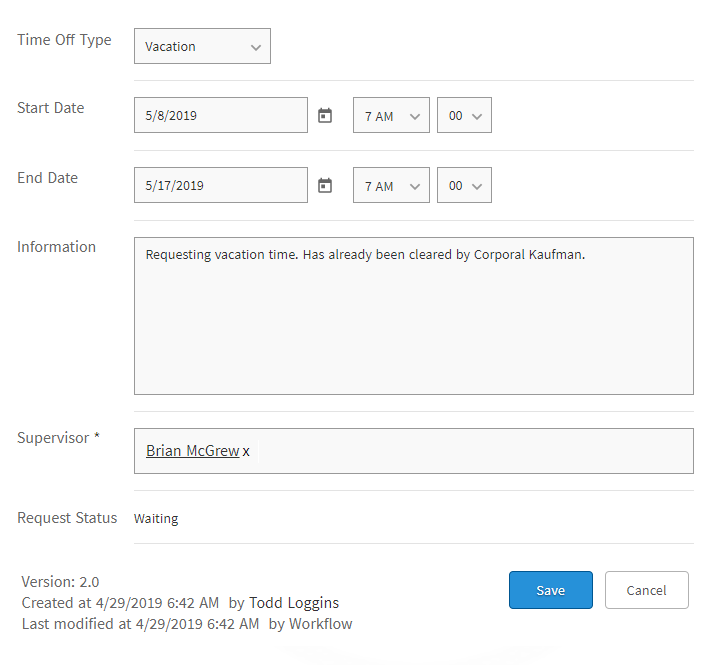 Time Off Type Vacation
Start Date 5/8/2019 7 AM 00
End Date 5/17/2019 7 AM 00
Information Requesting vacation time. Has already been cleared by Corporal Kaufman.
Supervisor * Brian McGrew x
Request Status Waiting
Version: 2.0
Created at 4/29/2019 6:42 AM by Todd Loggins
Last modified at 4/29/2019 6:42 AM by Workflow
Save Cancel